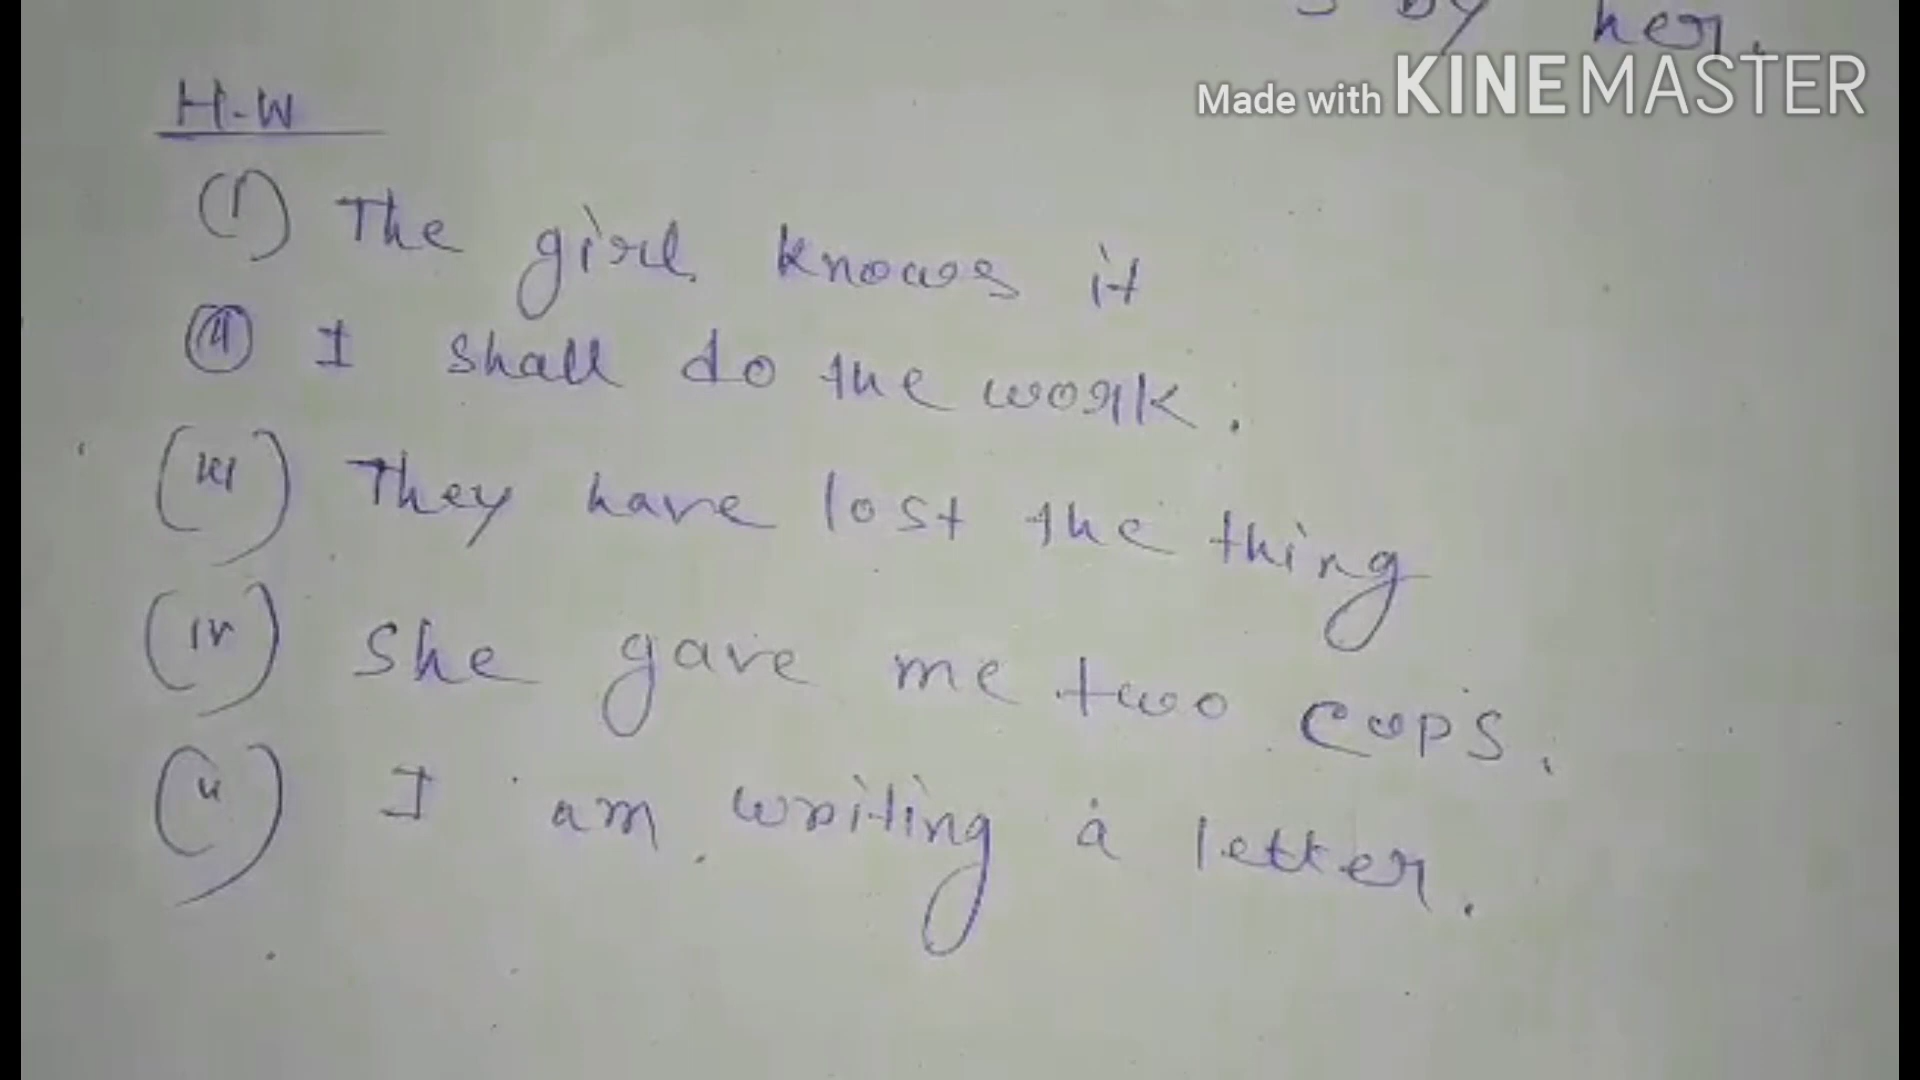 by her.
Made with KINEMASTER
H-W
(i) The girl knows it
(ii) I shall do the work.
(iii) They have lost the thing
(iv) She gave me two cups.
(v) I am writing a letter.